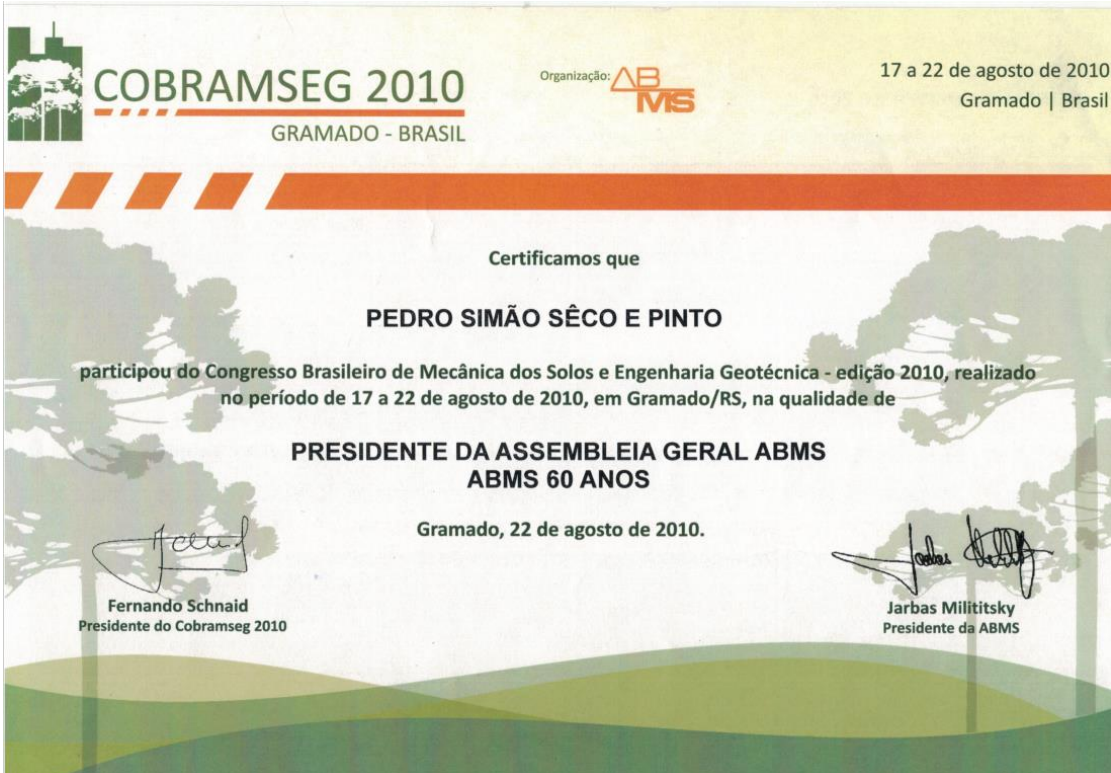 COBRAMSEG 2010
GRAMADO - BRASIL
Organização: ABMS
17 a 22 de agosto de 2010
Gramado | Brasil
Certificamos que
PEDRO SIMÃO SÊCO E PINTO
participou do Congresso Brasileiro de Mecânica dos Solos e Engenharia Geotécnica - edição 2010, realizado
no período de 17 a 22 de agosto de 2010, em Gramado/RS, na qualidade de
PRESIDENTE DA ASSEMBLEIA GERAL ABMS
ABMS 60 ANOS
Gramado, 22 de agosto de 2010.
Fernando Schnaid
Presidente do Cobramseg 2010
Jarbas Milititsky
Presidente da ABMS